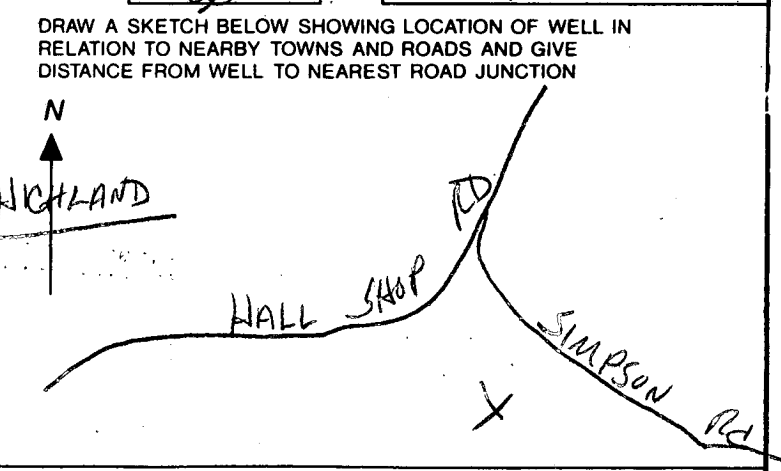 DRAW A SKETCH BELOW SHOWING LOCATION OF WELL IN
RELATION TO NEARBY TOWNS AND ROADS AND GIVE
DISTANCE FROM WELL TO NEAREST ROAD JUNCTION
N
HIGHLAND
HALL SHOP RD
SIMPSON Rd
X